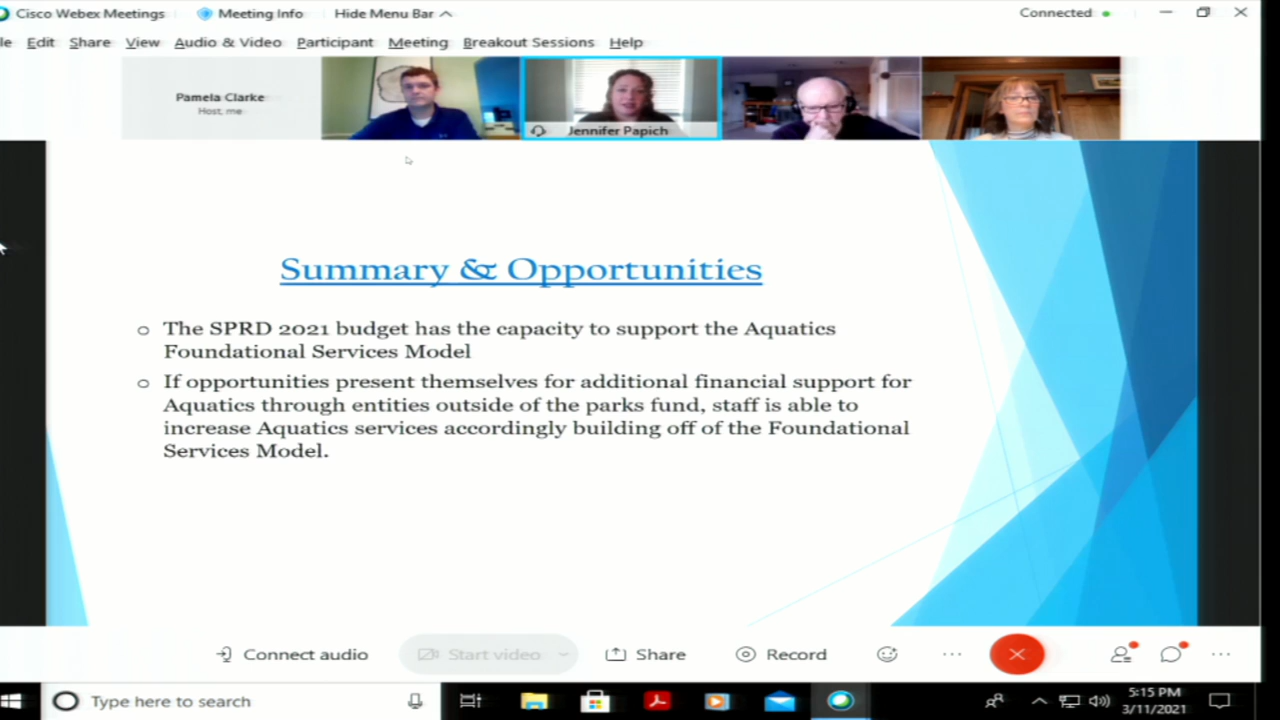 Cisco Webex Meetings Meeting Info Hide Menu Bar Connected
le Edit Share View Audio & Video Participant Meeting Breakout Sessions Help
Pamela Clarke
Host, me
Jennifer Papich
Summary & Opportunities
The SPRD 2021 budget has the capacity to support the Aquatics
Foundational Services Model
If opportunities present themselves for additional financial support for
Aquatics through entities outside of the parks fund, staff is able to
increase Aquatics services accordingly building off of the Foundational
Services Model.
Connect audio Start video Share Record
Type here to search
5:15 PM
3/11/2021